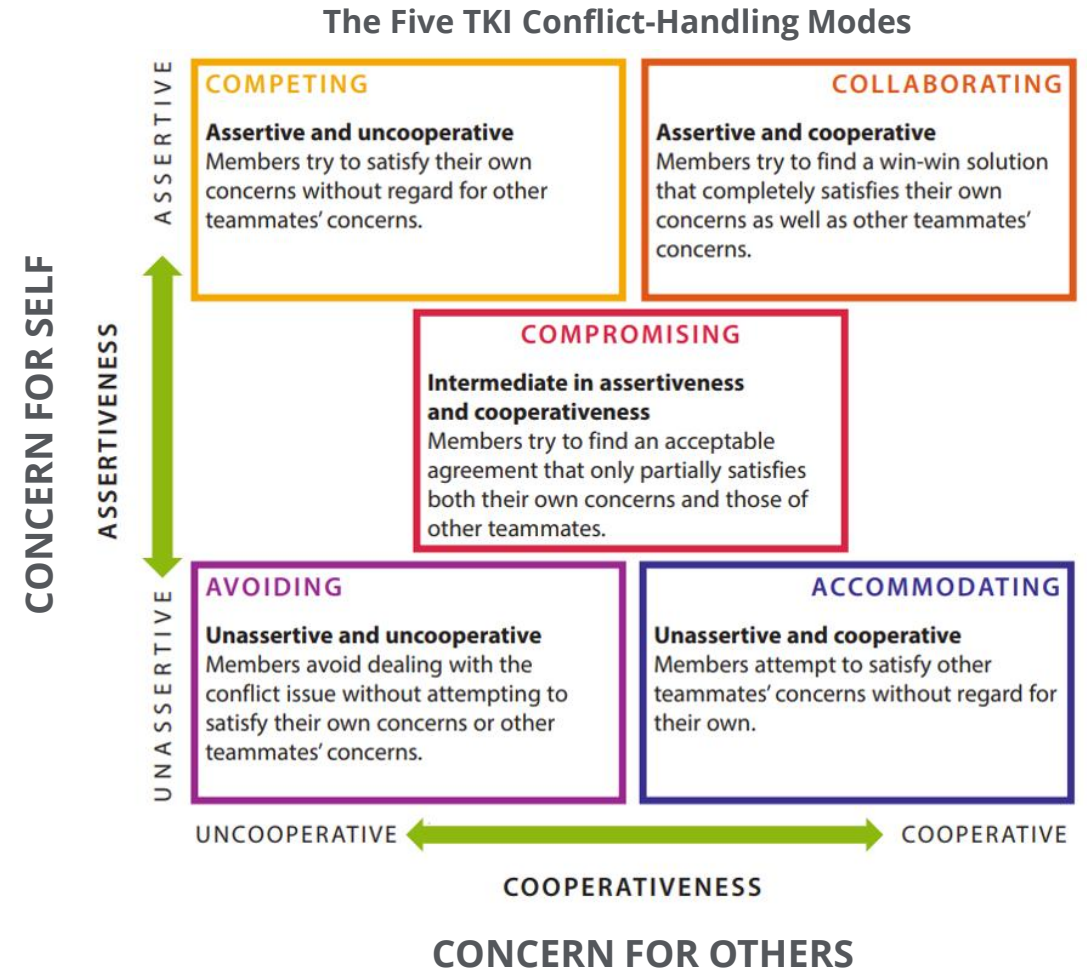 The Five TKI Conflict-Handling Modes
COMPETING
Assertive and uncooperative
Members try to satisfy their own
concerns without regard for other
teammates’ concerns.
COLLABORATING
Assertive and cooperative
Members try to find a win-win solution
that completely satisfies their own
concerns as well as other teammates’
concerns.
COMPROMISING
Intermediate in assertiveness
and cooperativeness
Members try to find an acceptable
agreement that only partially satisfies
both their own concerns and those of
other teammates.
AVOIDING
Unassertive and uncooperative
Members avoid dealing with the
conflict issue without attempting to
satisfy their own concerns or other
teammates’ concerns.
ACCOMMODATING
Unassertive and cooperative
Members attempt to satisfy other
teammates’ concerns without regard for
their own.
CONCERN FOR SELF
ASSERTIVENESS
ASSERTIVE
UNASSERTIVE
UNCOOPERATIVE
COOPERATIVE
COOPERATIVENESS
CONCERN FOR OTHERS